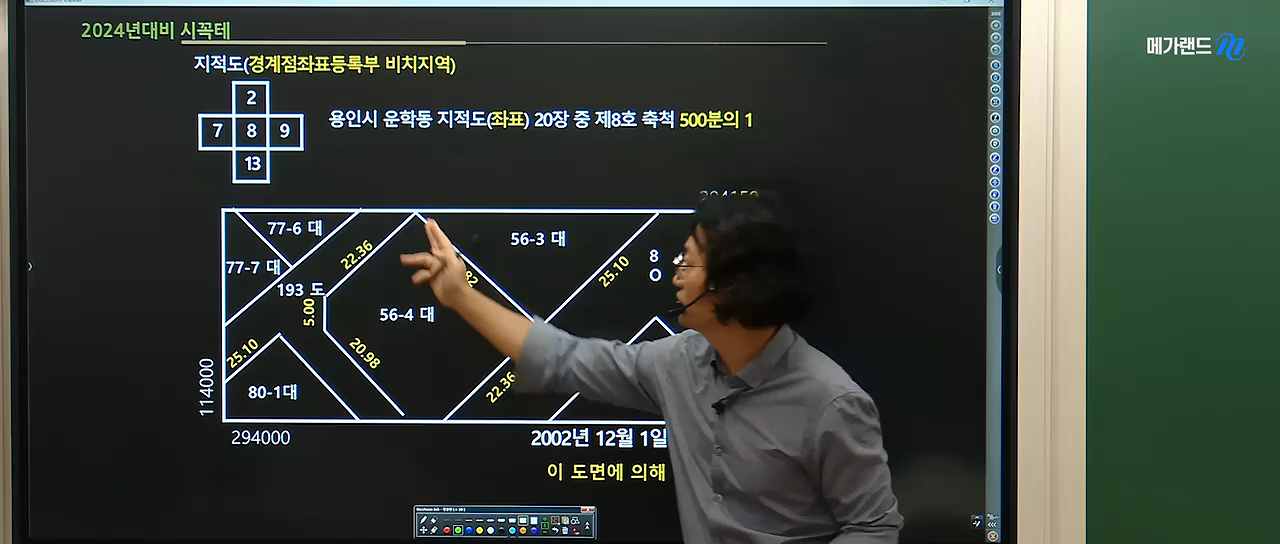 2024년대비 시꼭테
메가랜드
지적도(경계점좌표등록부 비치지역)
2
7 8 9
13
용인시 운학동 지적도(좌표) 20장 중 제8호 축척 500분의 1
77-6 대
56-3 대
22.36
8
77-7 대
25.10
193 도
5.00
56-4 대
20.98
25.10
80-1대
22.36
114000
294000
2002년 12월 1일
이 도면에 의해